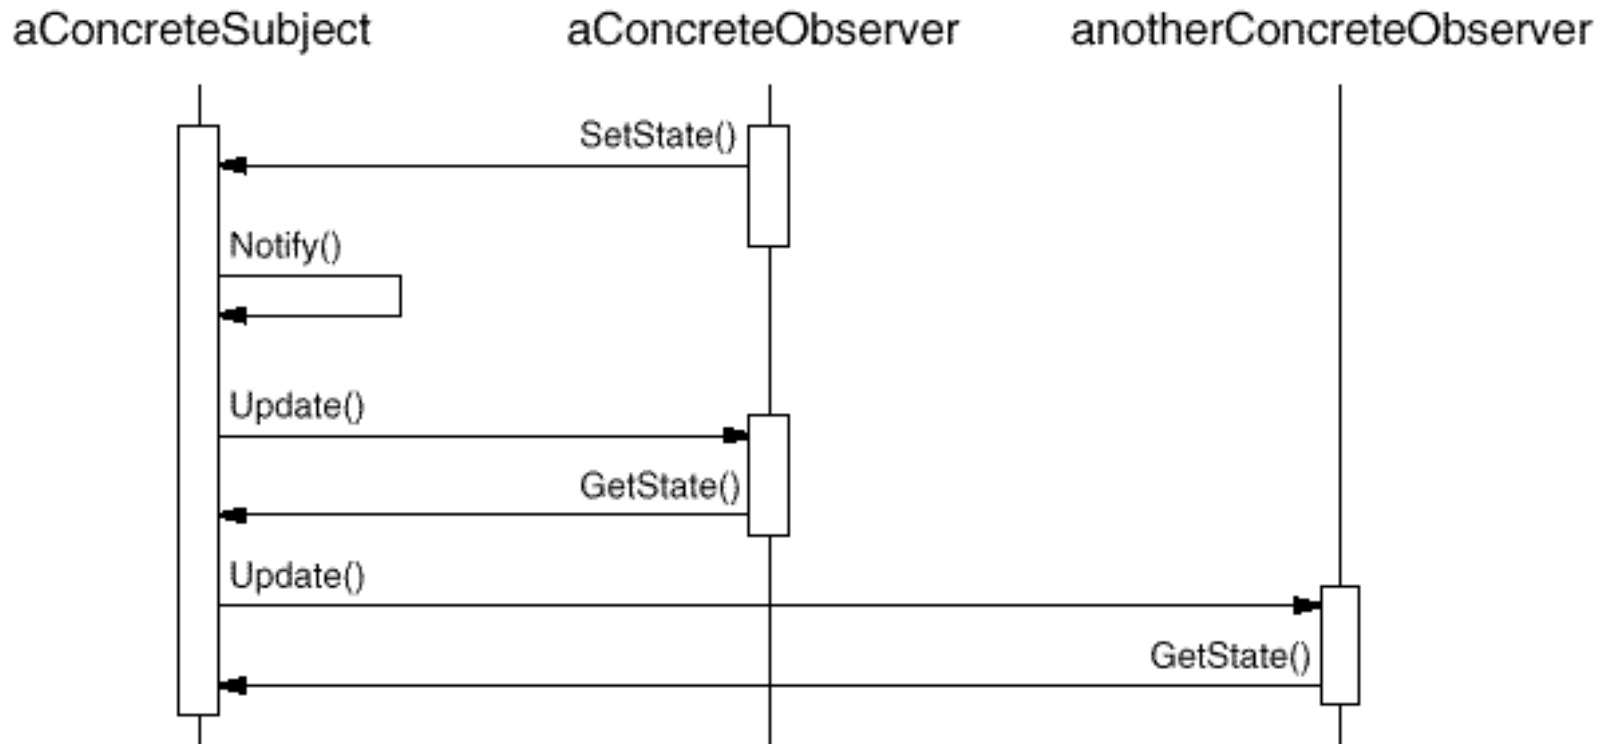 aConcreteSubject
aConcreteObserver
anotherConcreteObserver
SetState()
Notify()
Update()
GetState()
Update()
GetState()